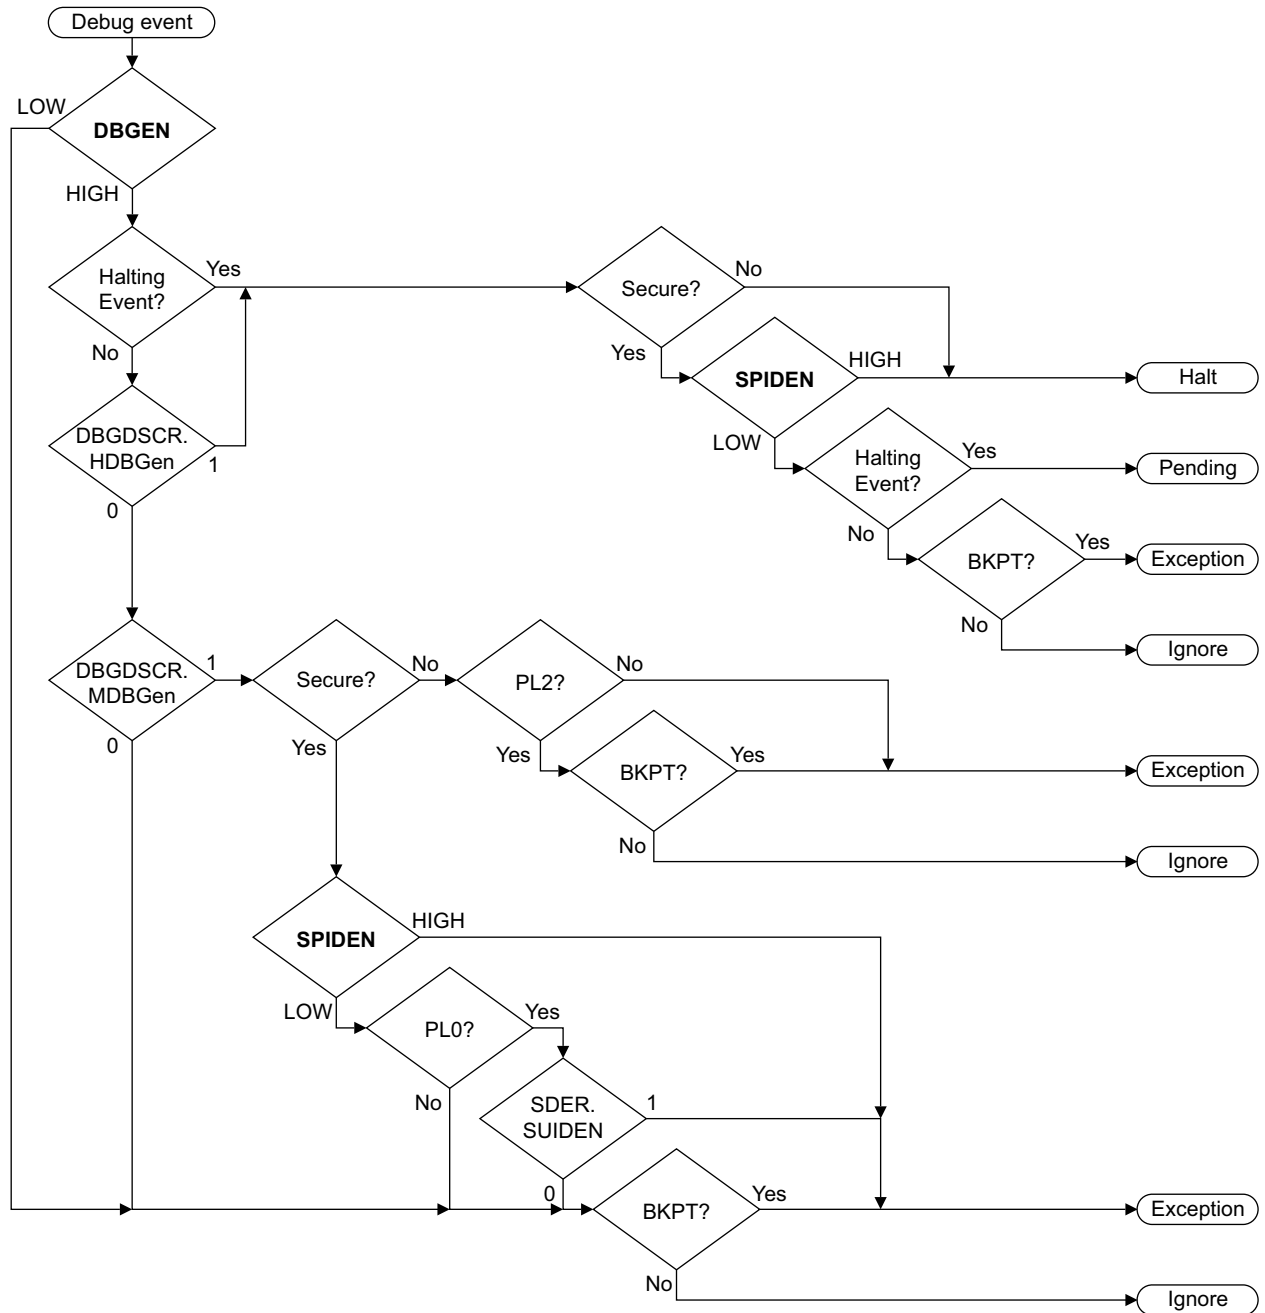 Debug event
LOW
DBGEN
HIGH
Halting
Event?
Yes
No
Secure?
No
Yes
SPIDEN
HIGH
Halt
DBGDSCR.
HDBGen
1
0
LOW
Halting
Event?
Yes
Pending
No
BKPT?
Yes
Exception
No
Ignore
DBGDSCR.
MDBGen
1
0
Secure?
No
Yes
PL2?
No
Yes
BKPT?
Yes
Exception
No
Ignore
SPIDEN
HIGH
LOW
PL0?
Yes
No
SDER.
SUIDEN
1
0
BKPT?
Yes
Exception
No
Ignore